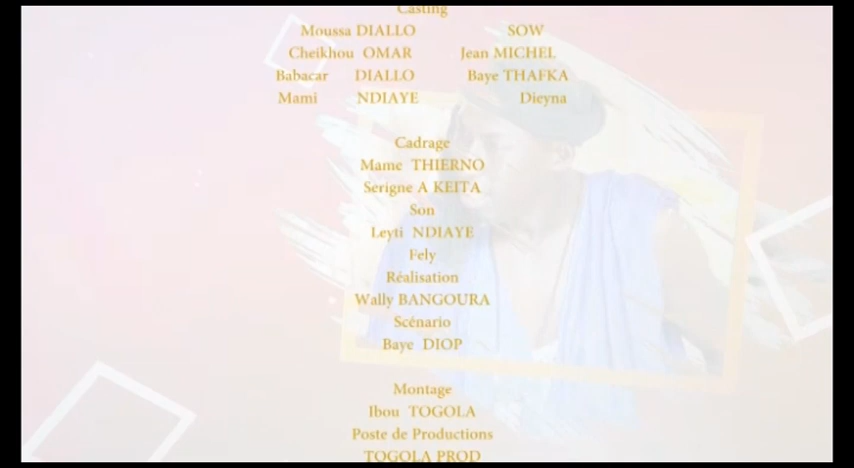 Casting
Moussa DIALLO SOW
Cheikhou OMAR Jean MICHEL
Babacar DIALLO Baye THAFKA
Mami NDIAYE Dieyna
Cadrage
Mame THIERNO
Serigne A KEITA
Son
Leyti NDIAYE
Fely
Réalisation
Wally BANGOURA
Scénario
Baye DIOP
Montage
Ibou TOGOLA
Poste de Productions
TOGOLA PROD